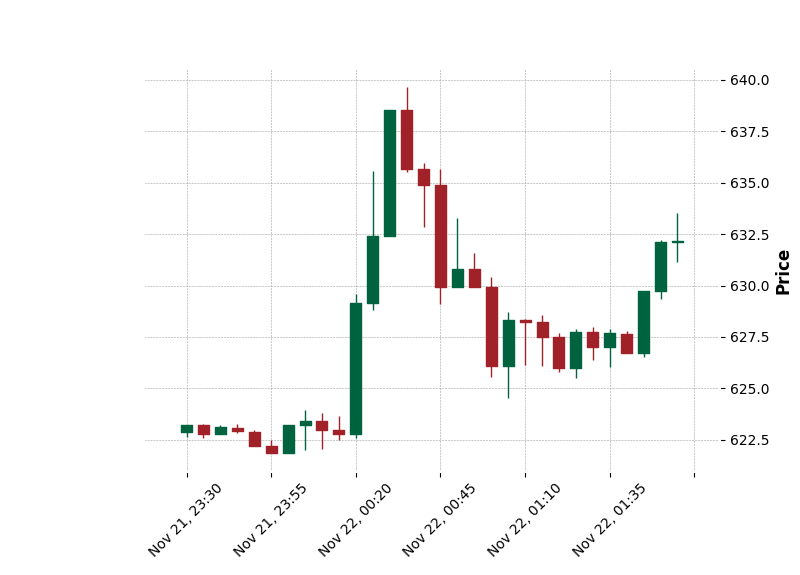 640.0
637.5
635.0
632.5
630.0
627.5
625.0
622.5
Price
Nov 21, 23:30
Nov 21, 23:55
Nov 22, 00:20
Nov 22, 00:45
Nov 22, 01:10
Nov 22, 01:35